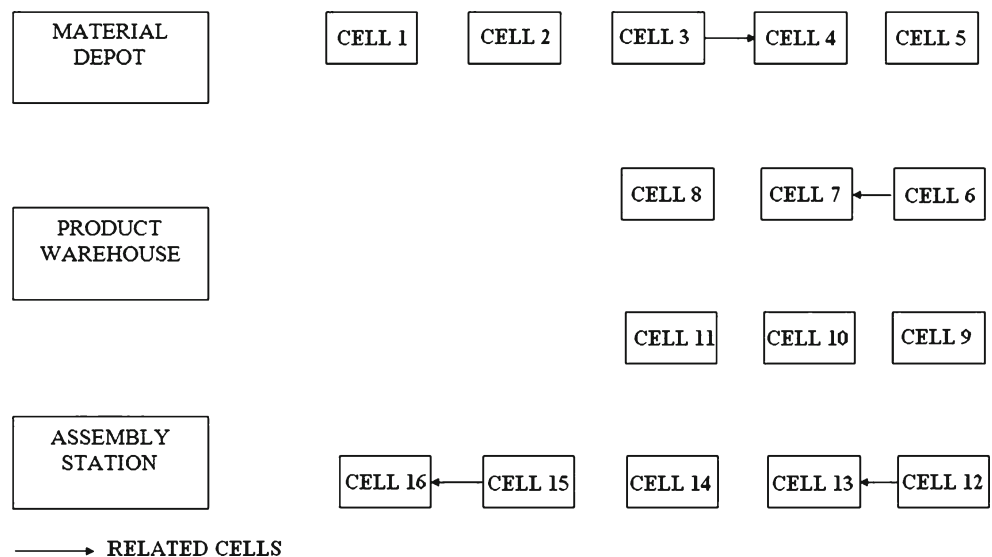 MATERIAL
DEPOT
CELL 1
CELL 2
CELL 3
CELL 4
CELL 5
CELL 8
CELL 7
CELL 6
PRODUCT
WAREHOUSE
CELL 11
CELL 10
CELL 9
ASSEMBLY
STATION
CELL 16
CELL 15
CELL 14
CELL 13
CELL 12
RELATED CELLS